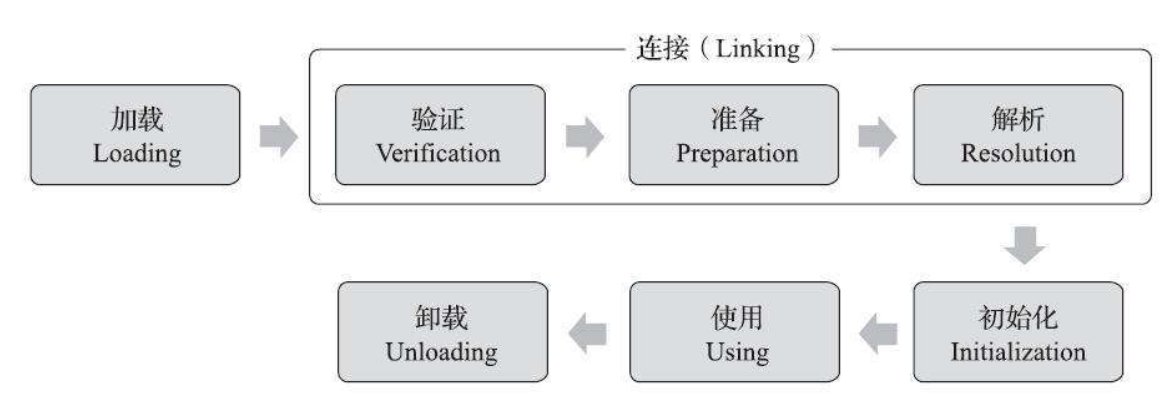 连接（Linking）
加载
Loading
验证
Verification
准备
Preparation
解析
Resolution
初始化
Initialization
使用
Using
卸载
Unloading